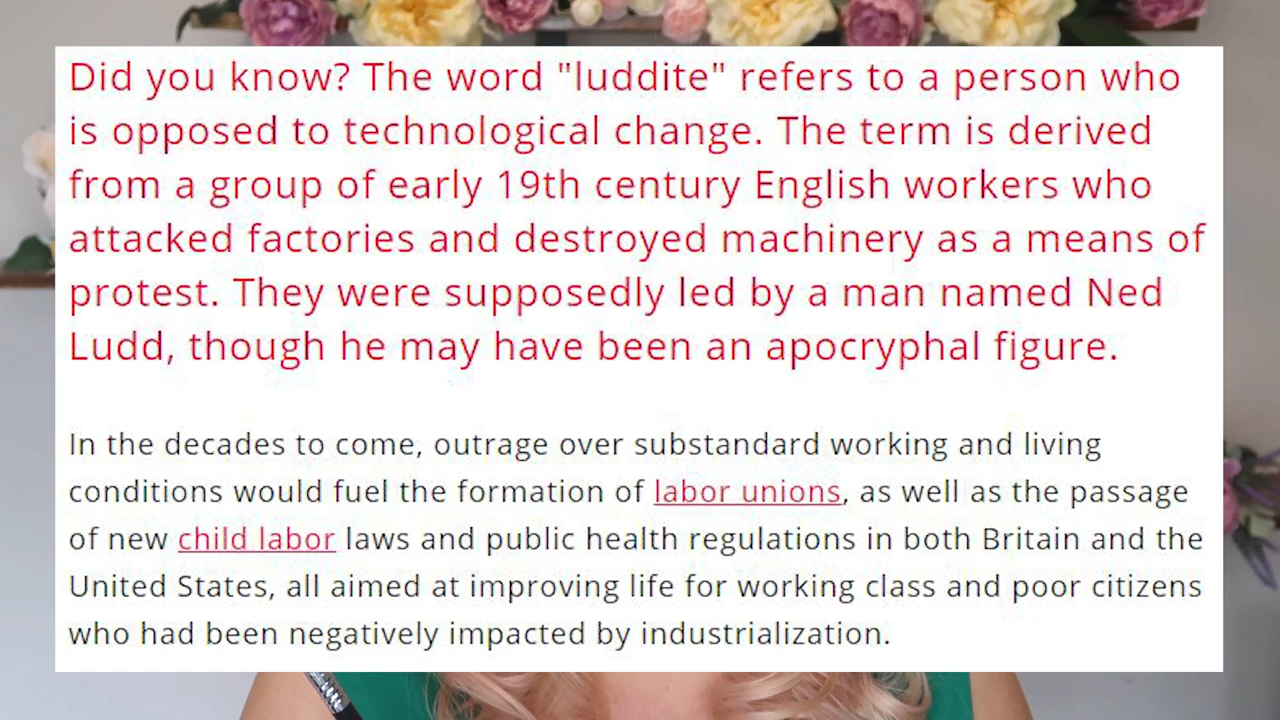 Did you know? The word "luddite" refers to a person who
is opposed to technological change. The term is derived
from a group of early 19th century English workers who
attacked factories and destroyed machinery as a means of
protest. They were supposedly led by a man named Ned
Ludd, though he may have been an apocryphal figure.
In the decades to come, outrage over substandard working and living
conditions would fuel the formation of labor unions, as well as the passage
of new child labor laws and public health regulations in both Britain and the
United States, all aimed at improving life for working class and poor citizens
who had been negatively impacted by industrialization.